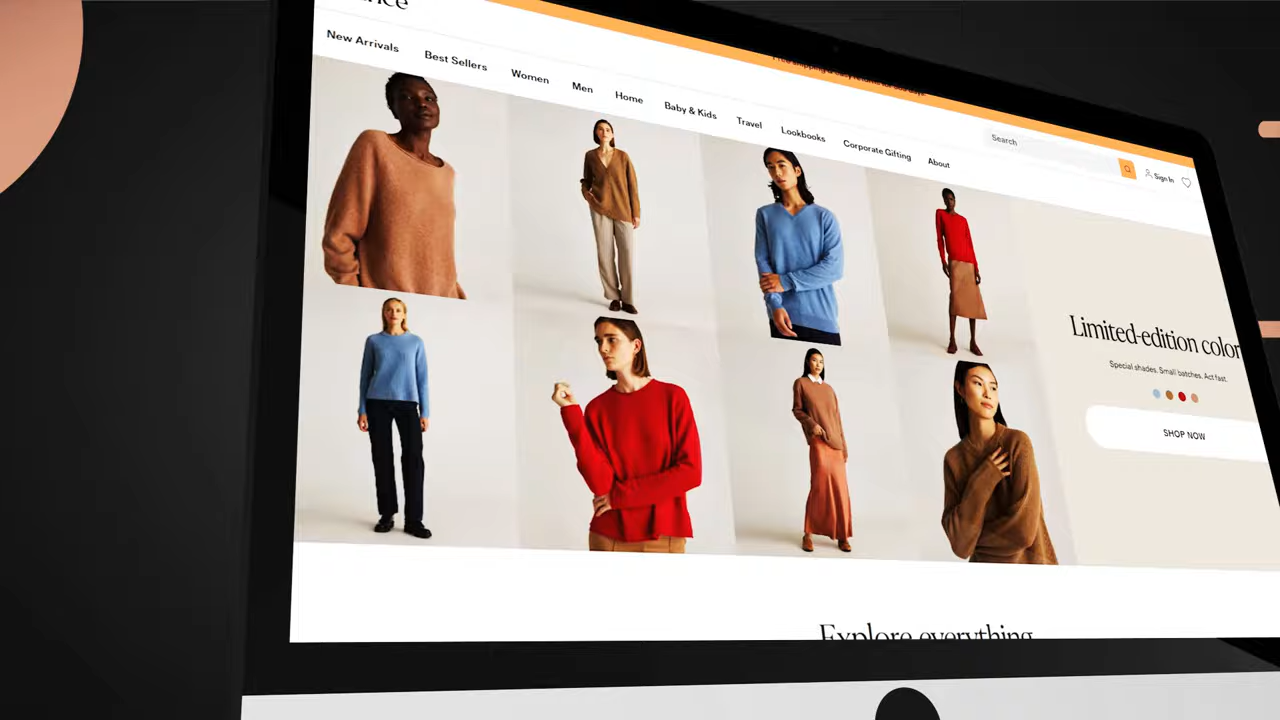 New Arrivals
Best Sellers
Women
Men
Home
Baby & Kids
Travel
Lookbooks
Corporate Gifting
About
Search
Sign In
Limited-edition color
Special shades. Small batches. Act fast.
SHOP NOW
Explore everything